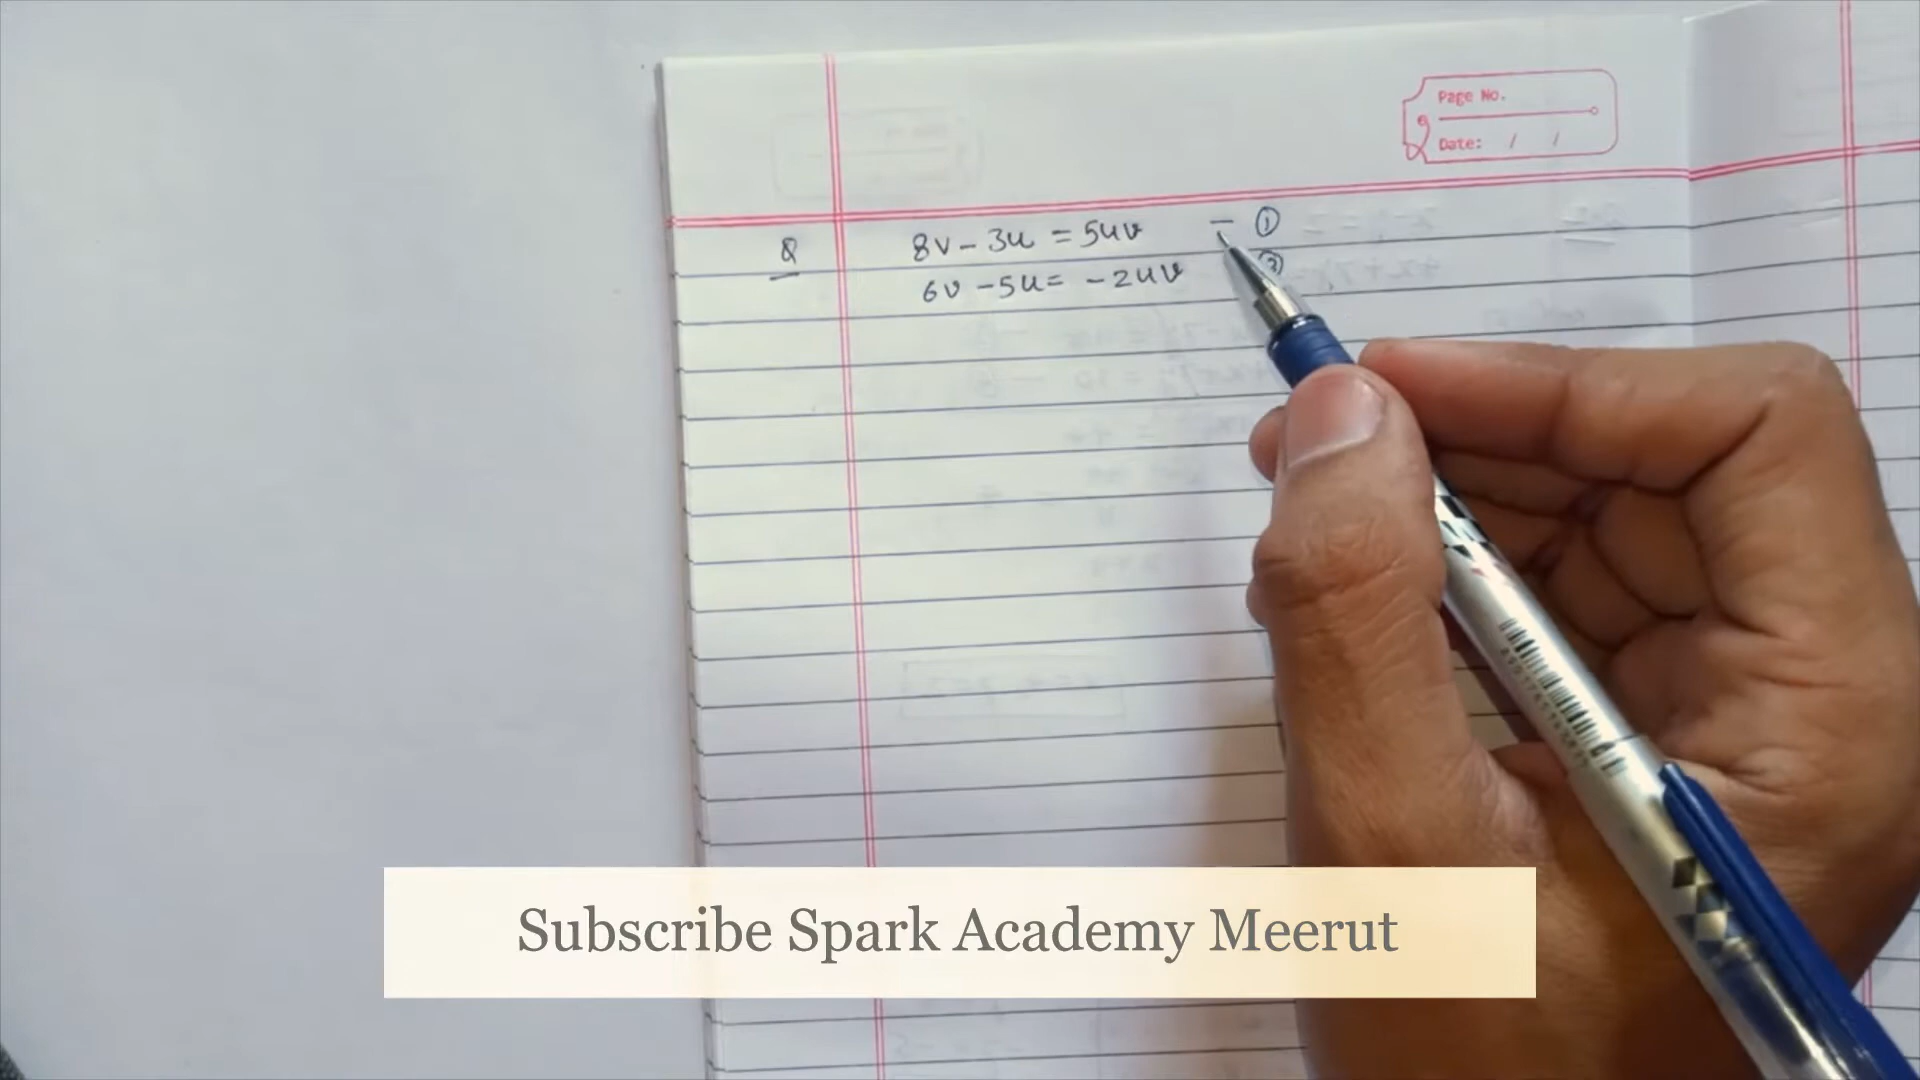 Page No.
Date: / /
Q 8v - 3u = 5uv - ①
6v - 5u = -2uv ②
Subscribe Spark Academy Meerut